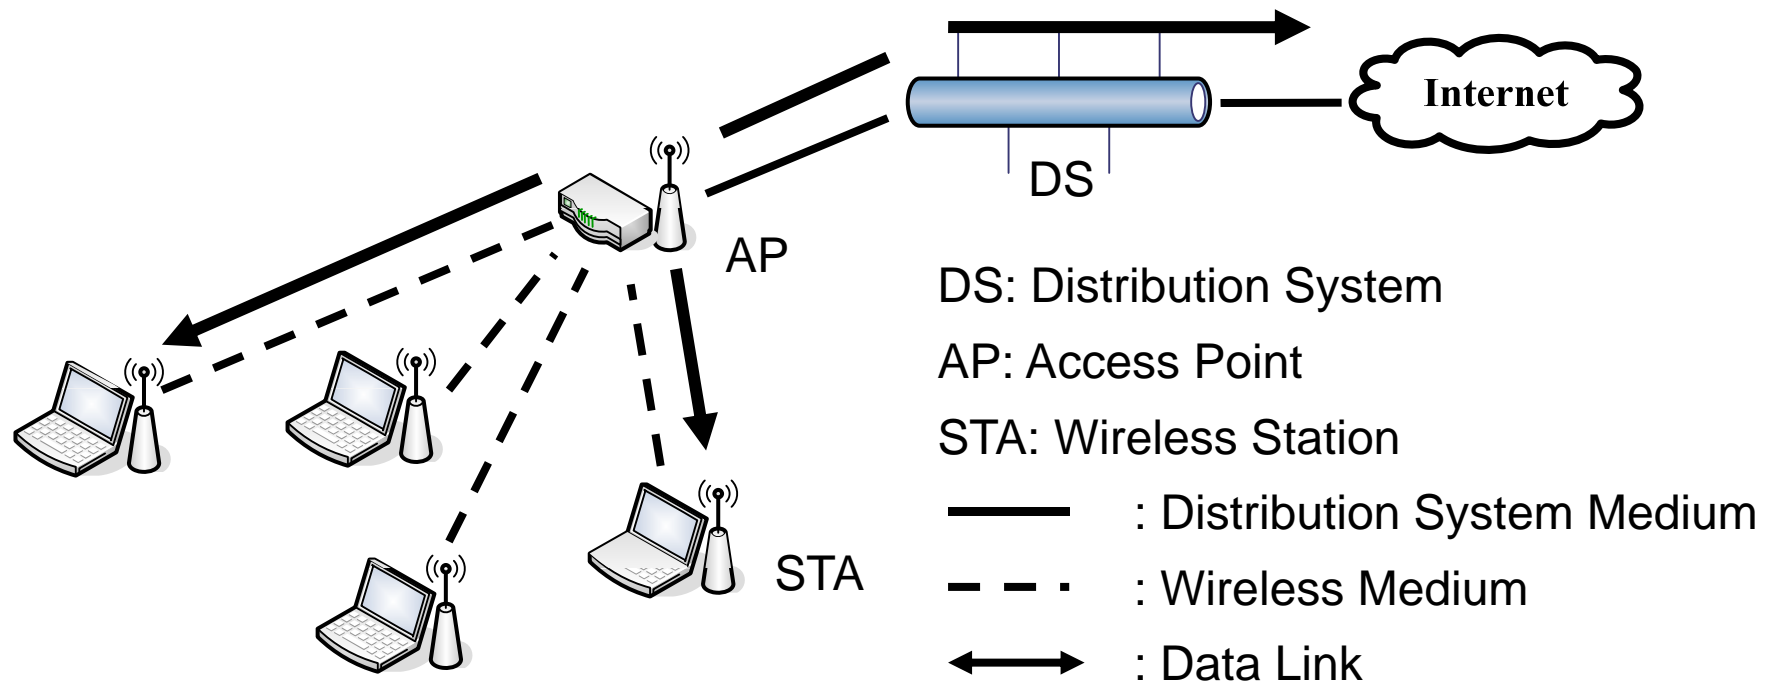 Internet
DS
AP
DS: Distribution System
AP: Access Point
STA: Wireless Station
: Distribution System Medium
STA
: Wireless Medium
: Data Link